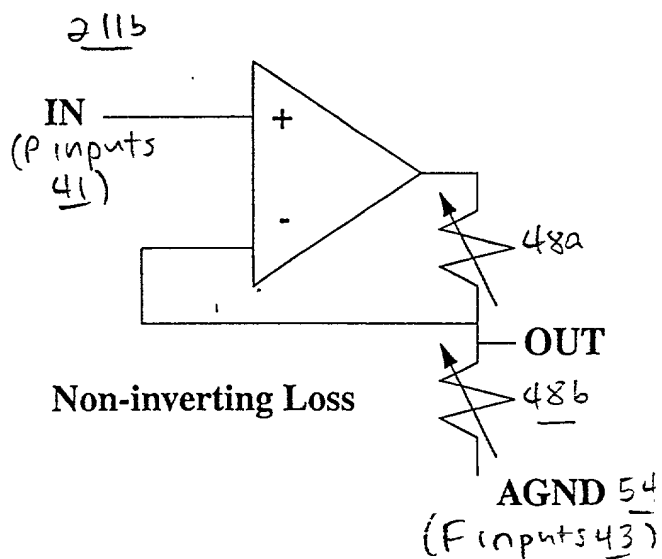 211b
IN
(P inputs
41)
+
-
48a
OUT
Non-inverting Loss
48b
AGND 54
(F inputs 43)